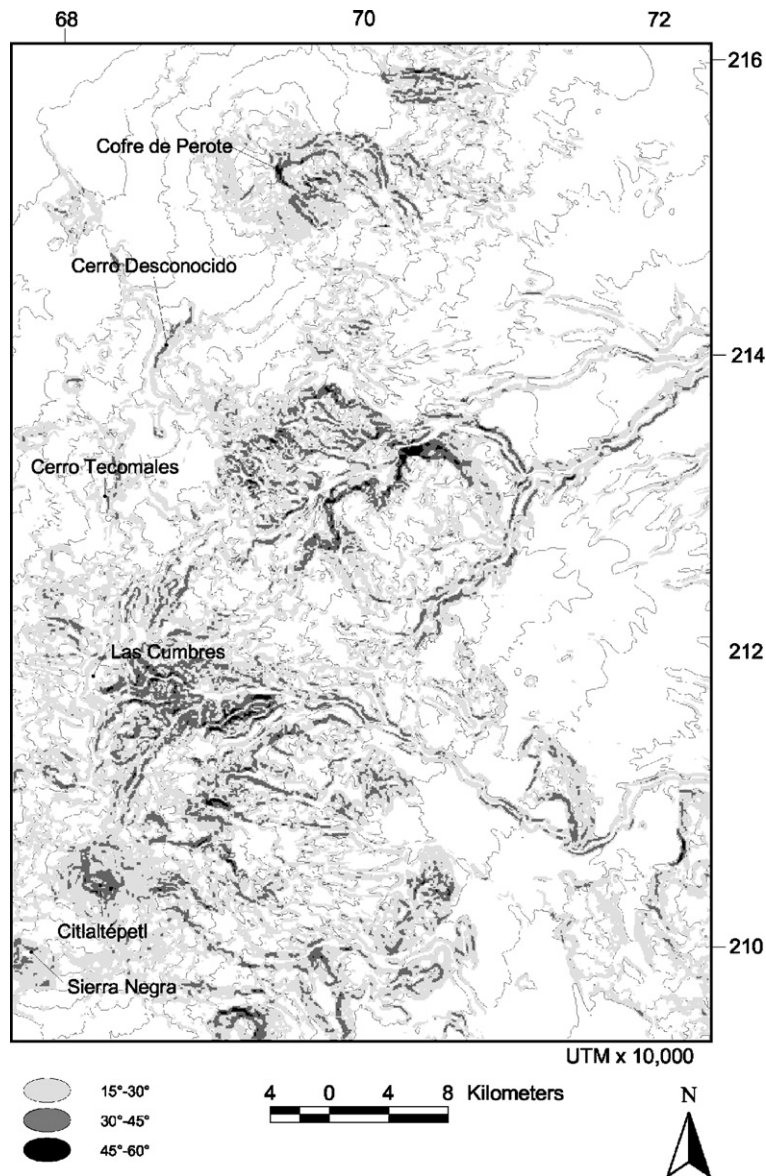 68 70 72
216
Cofre de Perote
Cerro Desconocido
214
Cerro Tecomales
Las Cumbres
212
Citlaltépetl
210
Sierra Negra
UTM x 10,000
15°-30°
4 0 4 8 Kilometers
30°-45°
45°-60°
N